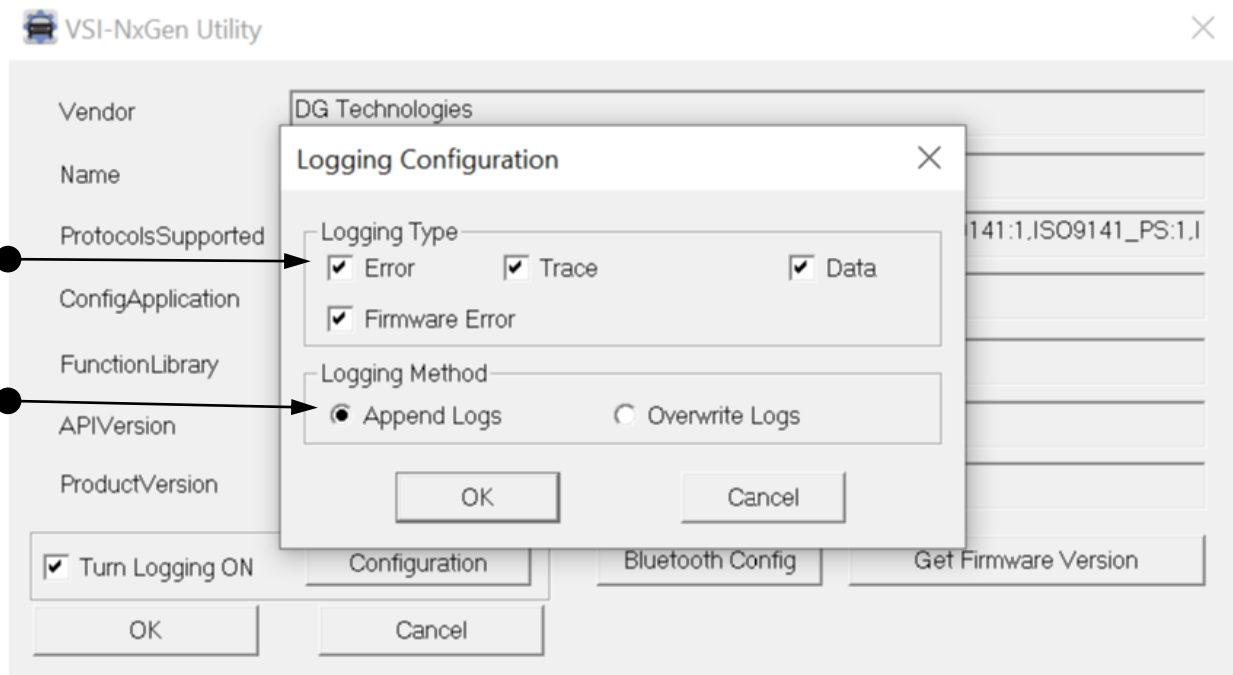 VSI-NxGen Utility
Vendor DG Technologies
Logging Configuration
Name
ProtocolsSupported 141:1,ISO9141_PS:1,I
Logging Type
Error Trace Data
ConfigApplication
Firmware Error
FunctionLibrary
Logging Method
Append Logs Overwrite Logs
APIVersion
ProductVersion
OK Cancel
Turn Logging ON Configuration Bluetooth Config Get Firmware Version
OK Cancel